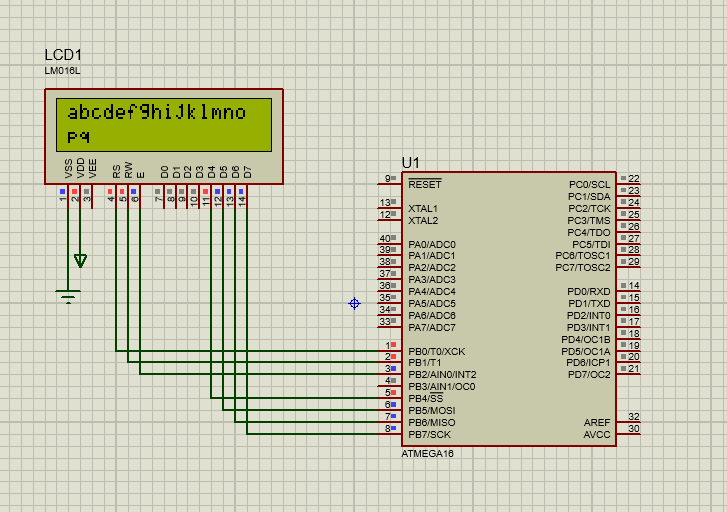 LCD1
LM016L
abcdefghijklmno
pq
VSS VDD VEE RS RW E D0 D1 D2 D3 D4 D5 D6 D7
1 2 3 4 5 6 7 8 9 10 11 12 13 14
U1
9 RESET PC0/SCL 22
PC1/SDA 23
13 XTAL1 PC2/TCK 24
12 XTAL2 PC3/TMS 25
PC4/TDO 26
40 PA0/ADC0 PC5/TDI 27
39 PA1/ADC1 PC6/TOSC1 28
38 PA2/ADC2 PC7/TOSC2 29
37 PA3/ADC3
36 PA4/ADC4 PD0/RXD 14
35 PA5/ADC5 PD1/TXD 15
34 PA6/ADC6 PD2/INT0 16
33 PA7/ADC7 PD3/INT1 17
PD4/OC1B 18
1 PB0/T0/XCK PD5/OC1A 19
2 PB1/T1 PD6/ICP1 20
3 PB2/AIN0/INT2 PD7/OC2 21
4 PB3/AIN1/OC0
5 PB4/SS
6 PB5/MOSI
7 PB6/MISO AREF 32
8 PB7/SCK AVCC 30
ATMEGA16